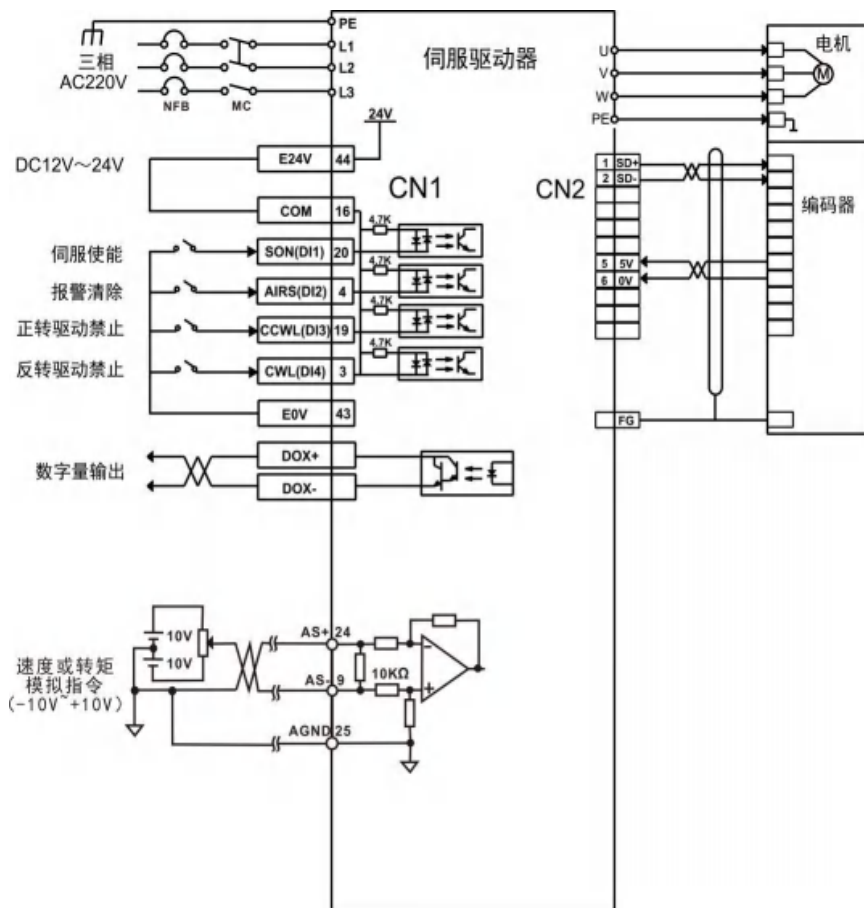 PE
L1
L2
L3
三相
AC220V
NFB
MC
伺服驱动器
U
V
W
PE
电机
M
24V
DC12V～24V
E24V 44
CN1
CN2
COM 16
4.7K
伺服使能
SON(DI1) 20
4.7K
报警清除
AIRS(DI2) 4
4.7K
正转驱动禁止
CCWL(DI3) 19
4.7K
反转驱动禁止
CWL(DI4) 3
E0V 43
1 SD+
2 SD-
编码器
5 5V
6 0V
FG
数字量输出
DOX+
DOX-
10V
10V
速度或转矩
模拟指令
(-10V~+10V)
AS+ 24
AS- 9
10KΩ
AGND 25
−
+